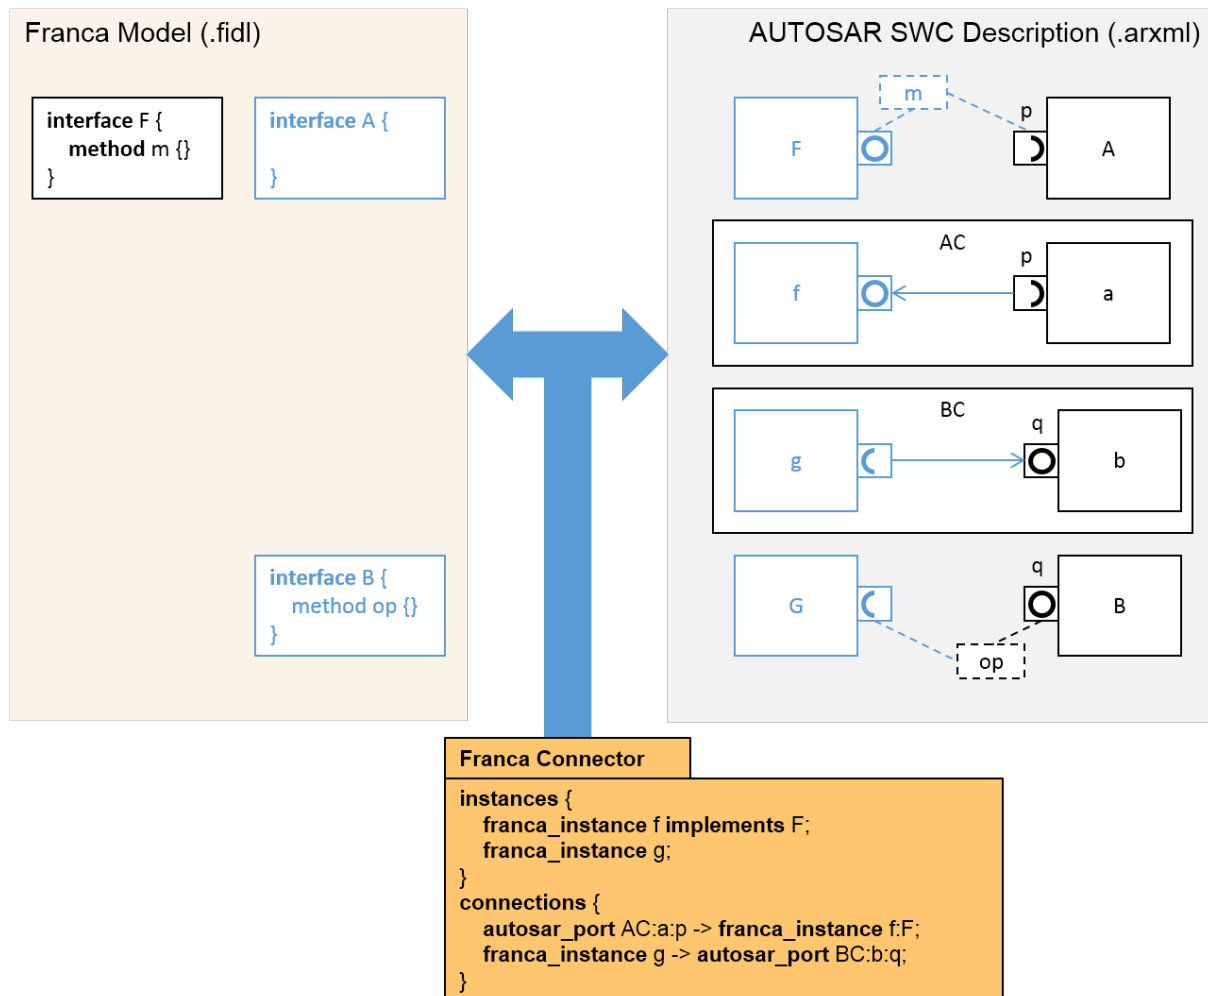 Franca Model (.fidl)
interface F {
method m {}
}
interface A {
}
interface B {
method op {}
}
AUTOSAR SWC Description (.arxml)
m
p
F
A
AC
p
f
a
BC
q
g
b
q
G
B
op
Franca Connector
instances {
franca_instance f implements F;
franca_instance g;
}
connections {
autosar_port AC:a:p -> franca_instance f:F;
franca_instance g -> autosar_port BC:b:q;
}